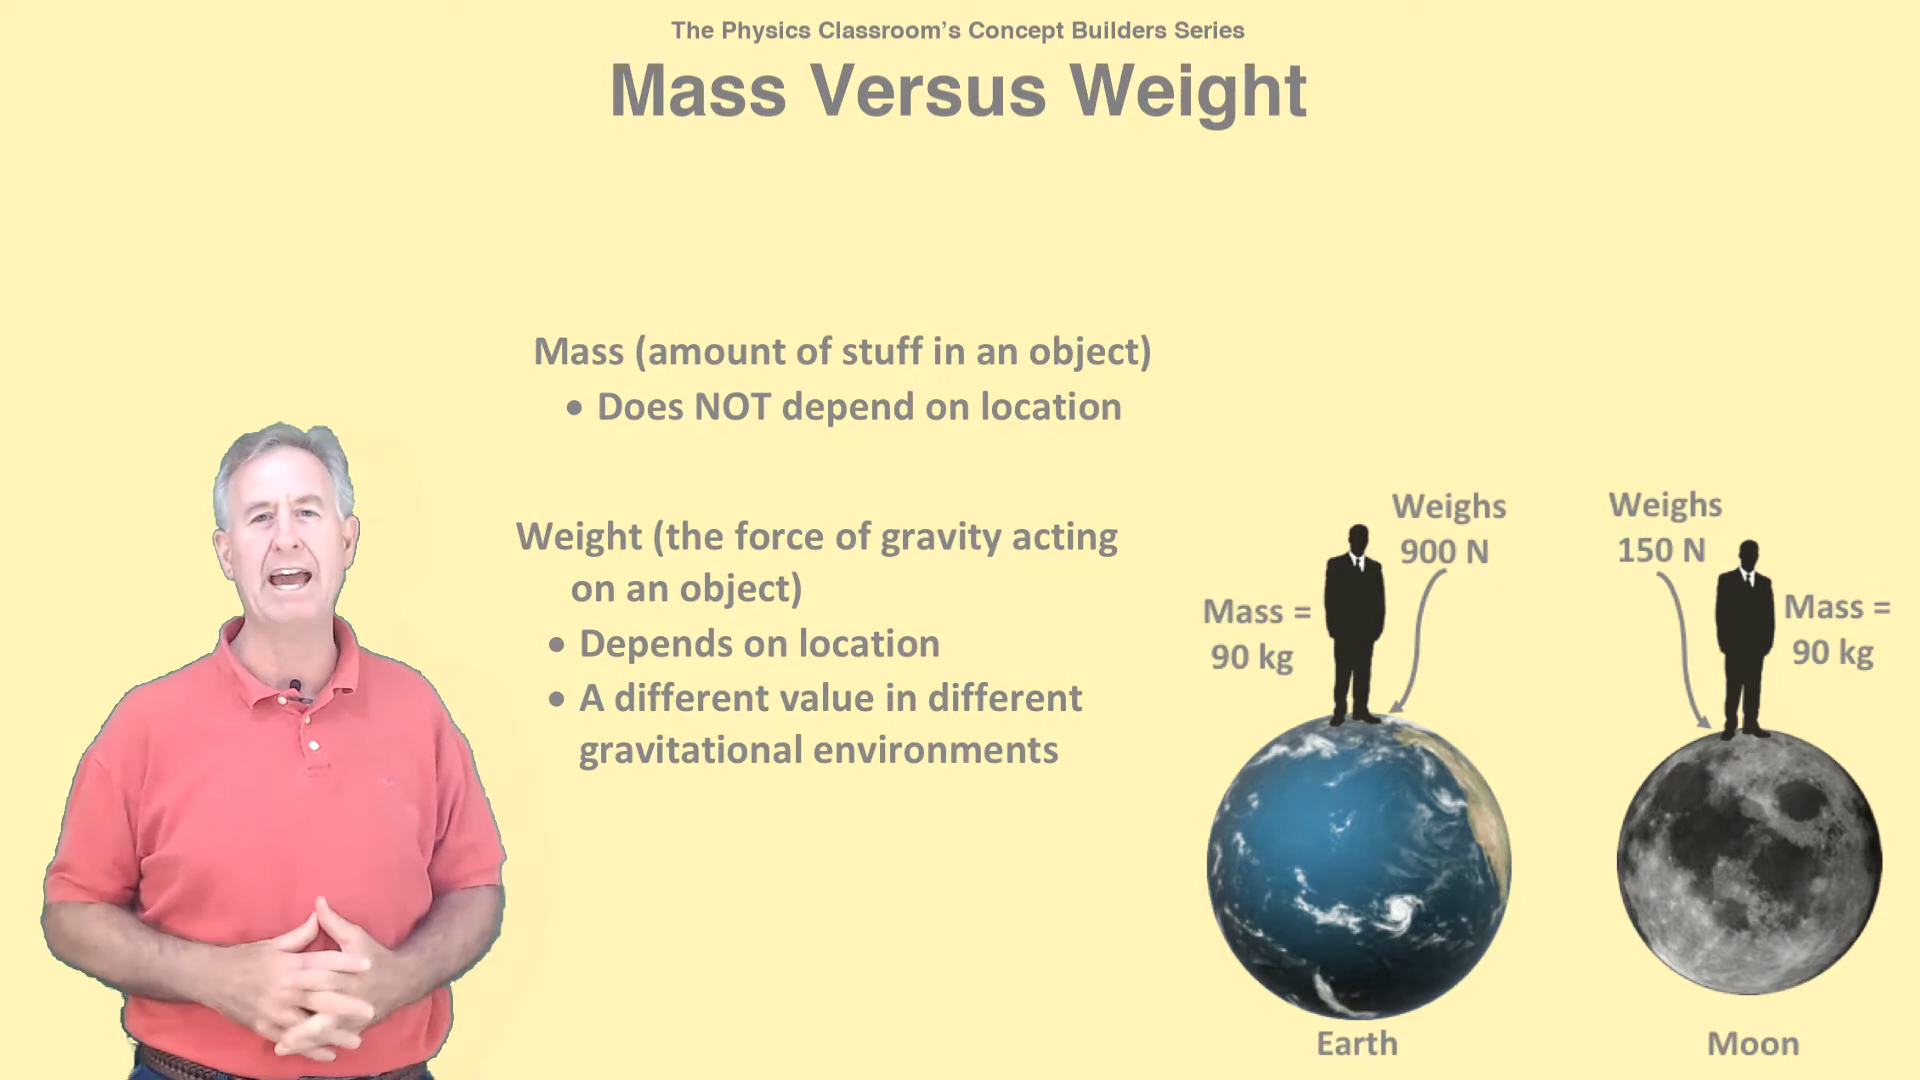 The Physics Classroom’s Concept Builders Series
Mass Versus Weight
Mass (amount of stuff in an object)
• Does NOT depend on location
Weight (the force of gravity acting
on an object)
• Depends on location
• A different value in different
gravitational environments
Weighs
900 N
Mass =
90 kg
Earth
Weighs
150 N
Mass =
90 kg
Moon